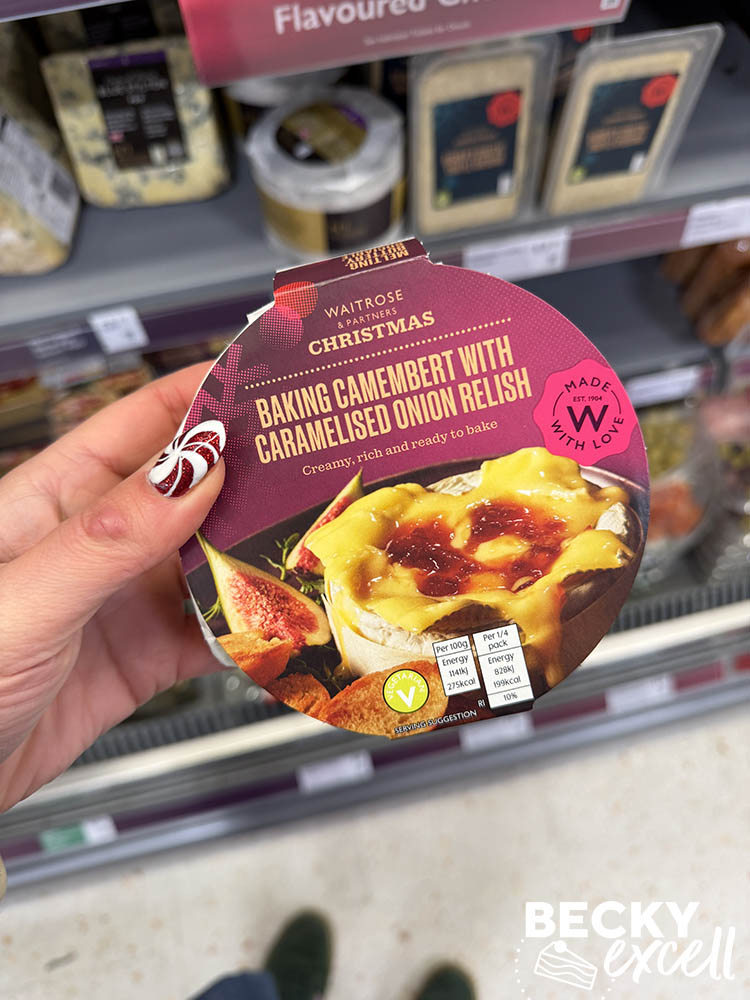 Flavoured
MELTING
WAITROSE
& PARTNERS
CHRISTMAS
BAKING CAMEMBERT WITH
CARAMELISED ONION RELISH
Creamy, rich and ready to bake
MADE
EST. 1904
W
WITH LOVE
Per 100g
Energy
1141kJ
275kcal
Per 1/4
pack
Energy
828kJ
199kcal
10%
RI
VEGETARIAN
V
SERVING SUGGESTION
BECKY
excell